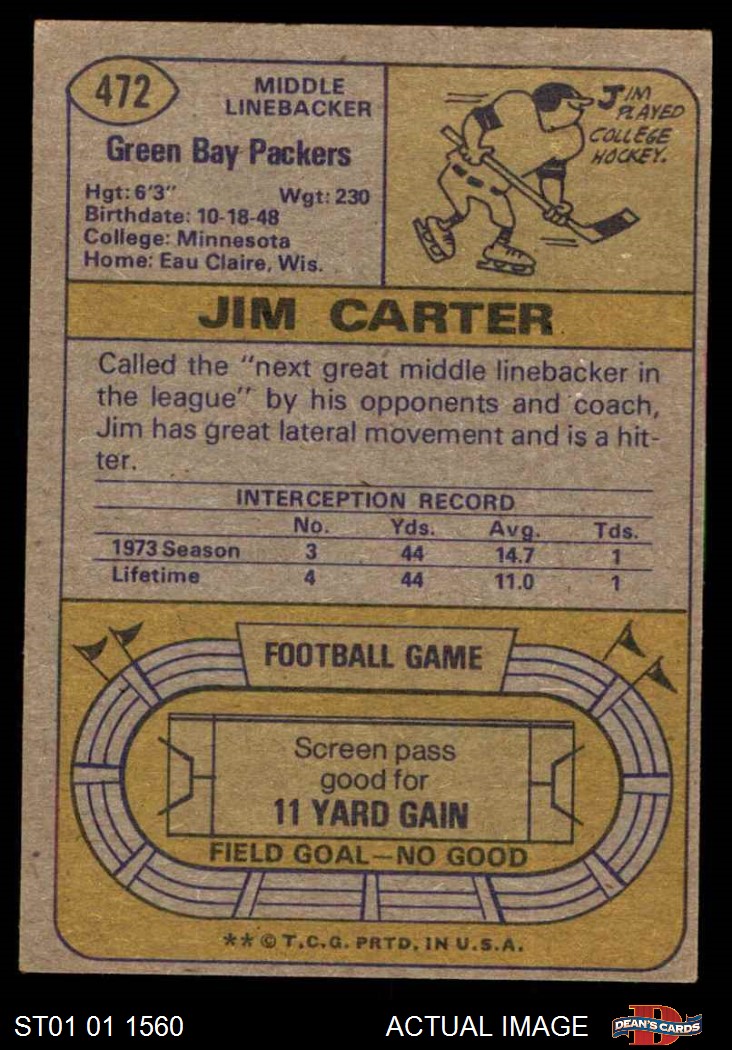 472
MIDDLE
LINEBACKER
Green Bay Packers
Hgt: 6'3" Wgt: 230
Birthdate: 10-18-48
College: Minnesota
Home: Eau Claire, Wis.
JIM
PLAYED
COLLEGE
HOCKEY.
JIM CARTER
Called the "next great middle linebacker in
the league" by his opponents and coach,
Jim has great lateral movement and is a hit-
ter.
INTERCEPTION RECORD
No. Yds. Avg. Tds.
1973 Season 3 44 14.7 1
Lifetime 4 44 11.0 1
FOOTBALL GAME
Screen pass
good for
11 YARD GAIN
FIELD GOAL—NO GOOD
** © T.C.G. PRTD. IN U.S.A.
ST01 01 1560 ACTUAL IMAGE
D
DEAN'S CARDS